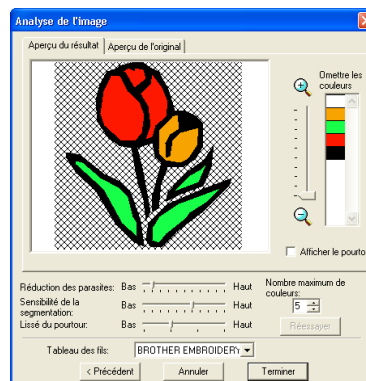 Analyse de l'image
Aperçu du résultat Aperçu de l'original
Omettre les
couleurs
Afficher le pourto
Réduction des parasites: Bas Haut
Sensibilité de la
segmentation: Bas Haut
Lissé du pourtour: Bas Haut
Nombre maximum de
couleurs:
5
Réessayer
Tableau des fils: BROTHER EMBROIDERY
< Précédent Annuler Terminer